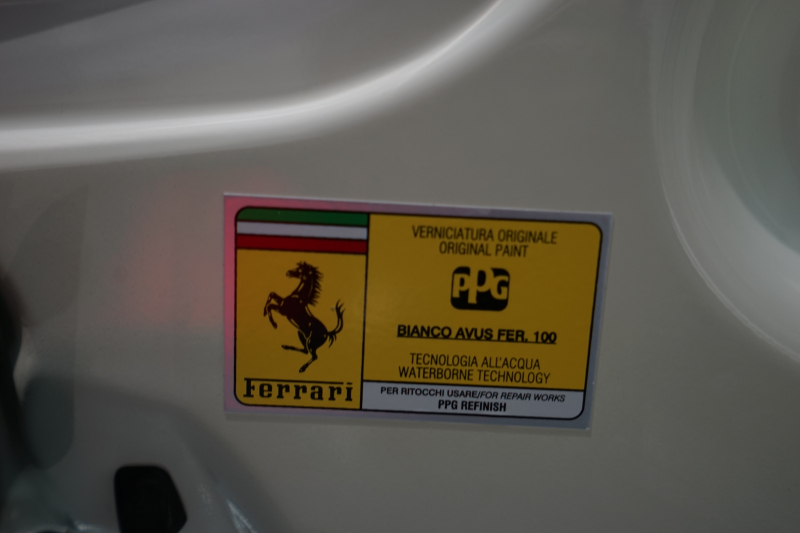 Ferrari
VERNICIATURA ORIGINALE
ORIGINAL PAINT
PPG
BIANCO AVUS FER. 100
TECNOLOGIA ALL'ACQUA
WATERBORNE TECHNOLOGY
PER RITOCCHI USARE/FOR REPAIR WORKS
PPG REFINISH